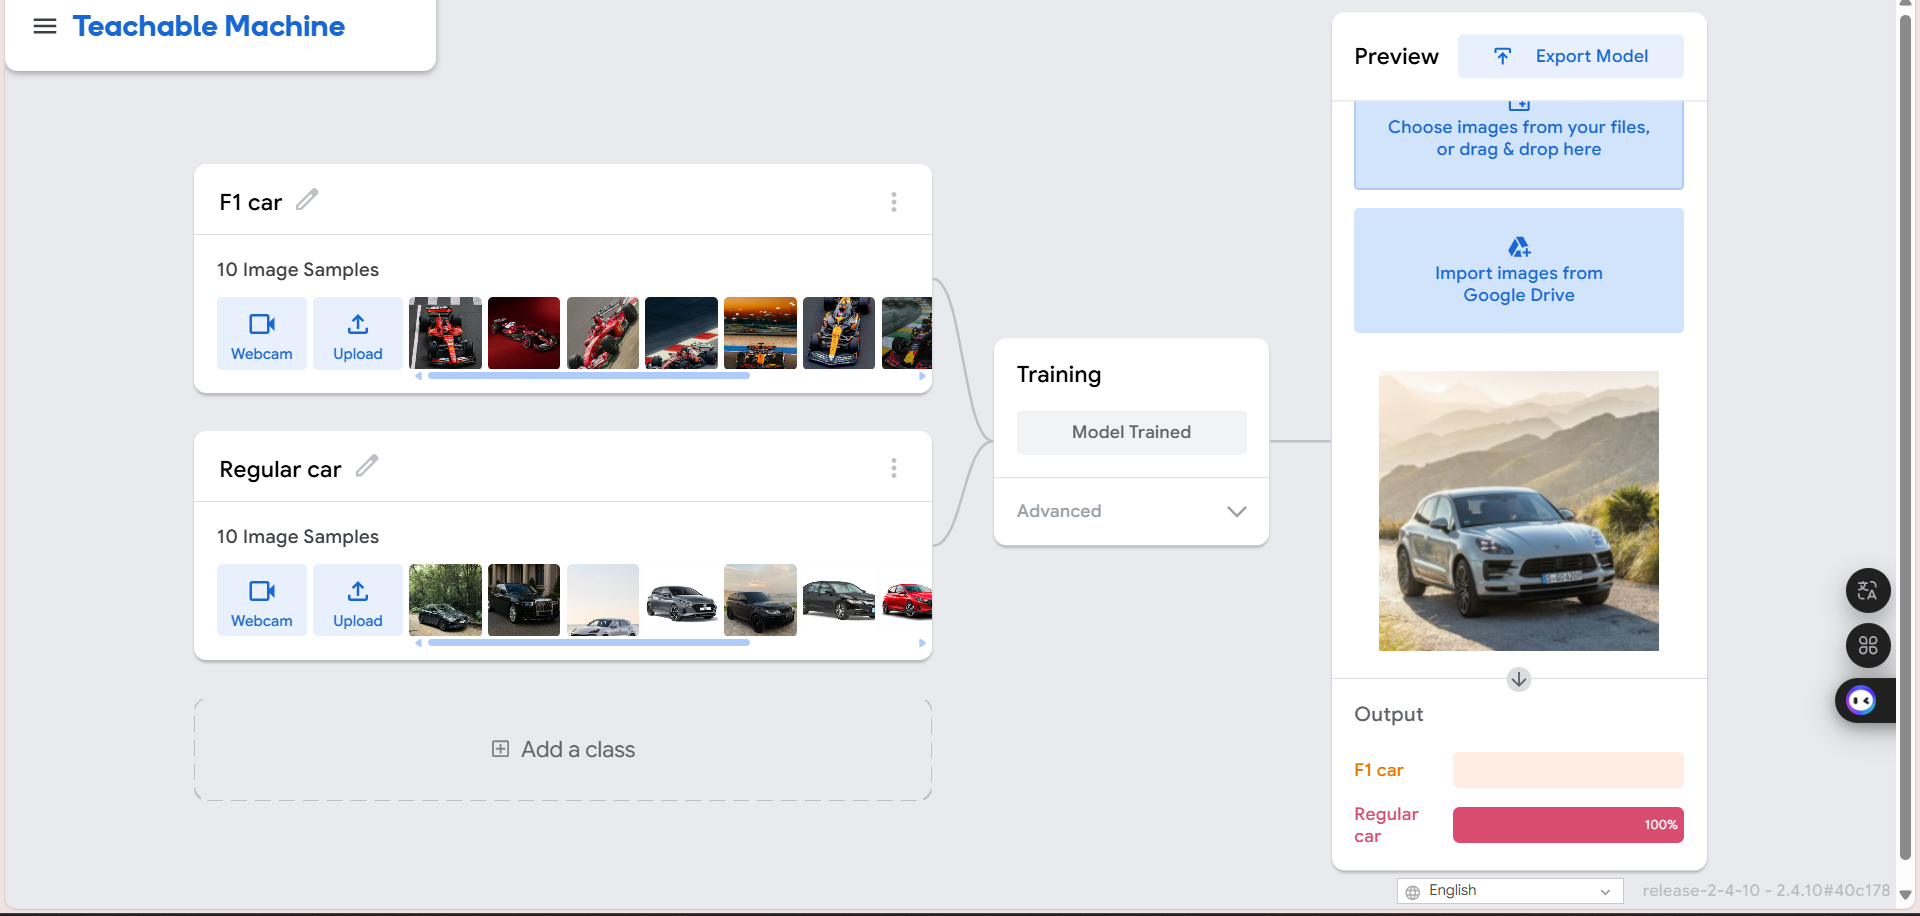 Teachable Machine
F1 car
10 Image Samples
Webcam
Upload
Regular car
10 Image Samples
Webcam
Upload
Add a class
Training
Model Trained
Advanced
Preview
Export Model
Choose images from your files,
or drag & drop here
Import images from
Google Drive
Output
F1 car
Regular
car
100%
English
release-2-4-10 - 2.4.10#40c178